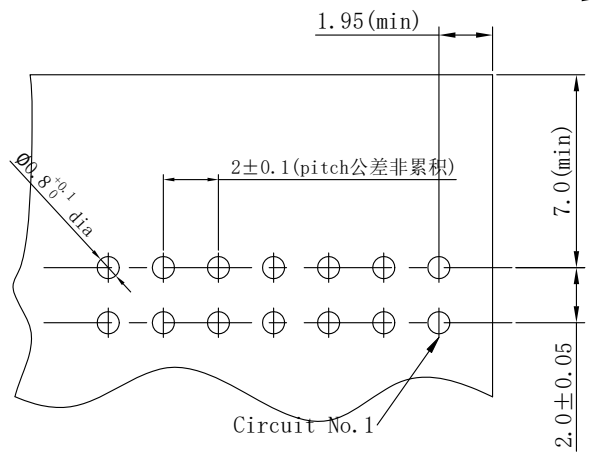 1.95(min)
2±0.1(pitch公差非累积)
Ø0.8 +0.1 0 dia
7.0(min)
2.0±0.05
Circuit No.1